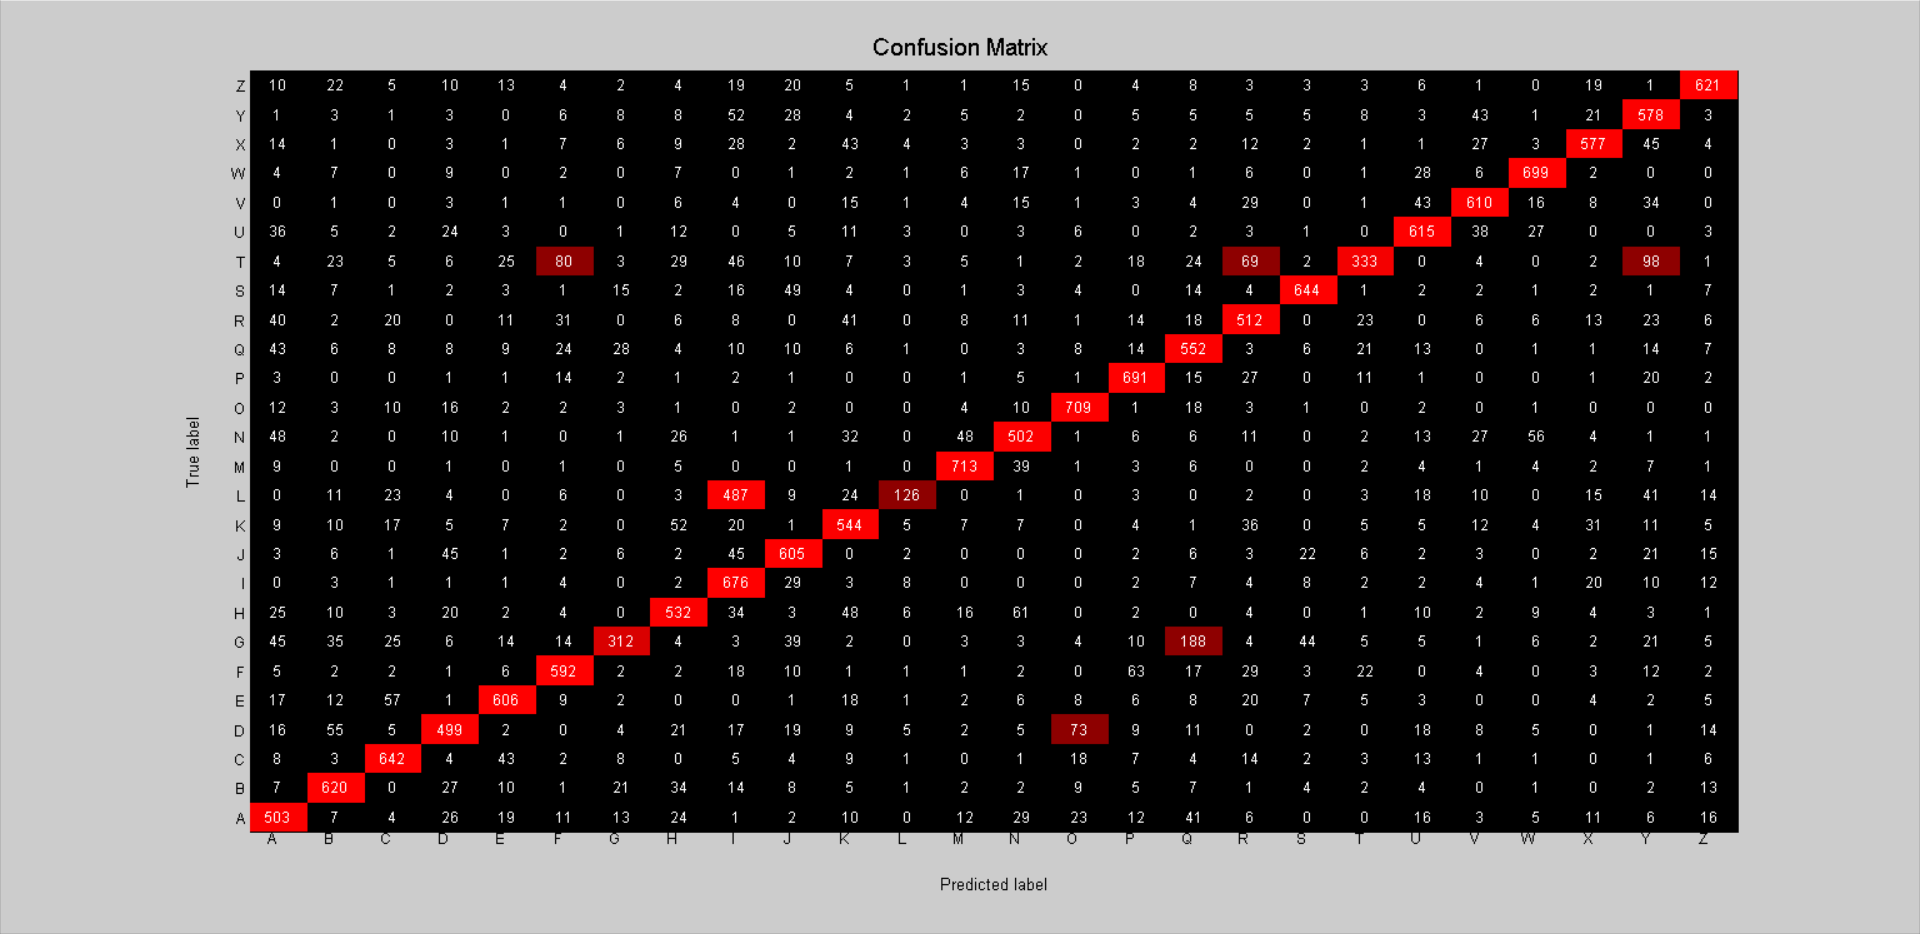 Confusion Matrix
Z 10 22 5 10 13 4 2 4 19 20 5 1 1 15 0 4 8 3 3 3 6 1 0 19 1 621
Y 1 3 1 3 0 6 8 8 52 28 4 2 5 2 0 5 5 5 5 8 3 43 1 21 578 3
X 14 1 0 3 1 7 6 9 28 2 43 4 3 3 0 2 2 12 2 1 1 27 3 577 45 4
W 4 7 0 9 0 2 0 7 0 1 2 1 6 17 1 0 1 6 0 1 28 6 699 2 0 0
V 0 1 0 3 1 1 0 6 4 0 15 1 4 15 1 3 4 29 0 1 43 610 16 8 34 0
U 36 5 2 24 3 0 1 12 0 5 11 3 0 3 6 0 2 3 1 0 615 38 27 0 0 3
T 4 23 5 6 25 80 3 29 46 10 7 3 5 1 2 18 24 69 2 333 0 4 0 2 98 1
S 14 7 1 2 3 1 15 2 16 49 4 0 1 3 4 0 14 4 644 1 2 2 1 2 1 7
R 40 2 20 0 11 31 0 6 8 0 41 0 8 11 1 14 18 512 0 23 0 6 6 13 23 6
Q 43 6 8 8 9 24 28 4 10 10 6 1 0 3 8 14 552 3 6 21 13 0 1 1 14 7
P 3 0 0 1 1 14 2 1 2 1 0 0 1 5 1 691 15 27 0 11 1 0 0 1 20 2
O 12 3 10 16 2 2 3 1 0 2 0 0 4 10 709 1 18 3 1 0 2 0 1 0 0 0
N 48 2 0 10 1 0 1 26 1 1 32 0 48 502 1 6 6 11 0 2 13 27 56 4 1 1
M 9 0 0 1 0 1 0 5 0 0 1 0 713 39 1 3 6 0 0 2 4 1 4 2 7 1
L 0 11 23 4 0 6 0 3 487 9 24 126 0 1 0 3 0 2 0 3 18 10 0 15 41 14
K 9 10 17 5 7 2 0 52 20 1 544 5 7 7 0 4 1 36 0 5 5 12 4 31 11 5
J 3 6 1 45 1 2 6 2 45 605 0 2 0 0 0 2 6 3 22 6 2 3 0 2 21 15
I 0 3 1 1 1 4 0 2 676 29 3 8 0 0 0 2 7 4 8 2 2 4 1 20 10 12
H 25 10 3 20 2 4 0 532 34 3 48 6 16 61 0 2 0 4 0 1 10 2 9 4 3 1
G 45 35 25 6 14 14 312 4 3 39 2 0 3 3 4 10 188 4 44 5 5 1 6 2 21 5
F 5 2 2 1 6 592 2 2 18 10 1 1 1 2 0 63 17 29 3 22 0 4 0 3 12 2
E 17 12 57 1 606 9 2 0 0 1 18 1 2 6 8 6 8 20 7 5 3 0 0 4 2 5
D 16 55 5 499 2 0 4 21 17 19 9 5 2 5 73 9 11 0 2 0 18 8 5 0 1 14
C 8 3 642 4 43 2 8 0 5 4 9 1 0 1 18 7 4 14 2 3 13 1 1 0 1 6
B 7 620 0 27 10 1 21 34 14 8 5 1 2 2 9 5 7 1 4 2 4 0 1 0 2 13
A 503 7 4 26 19 11 13 24 1 2 10 0 12 29 23 12 41 6 0 0 16 3 5 11 6 16
A B C D E F G H I J K L M N O P Q R S T U V W X Y Z
True label
Predicted label